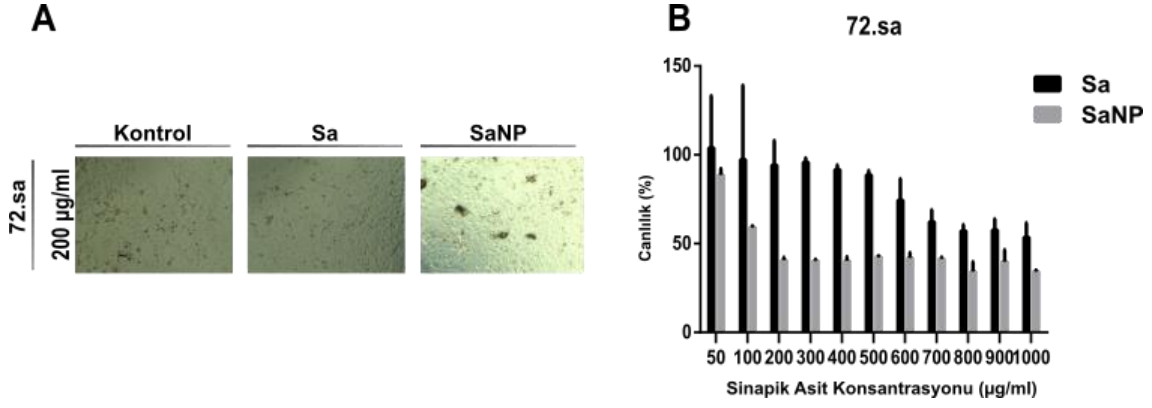 A
Kontrol
Sa
SaNP
72.sa
200 µg/ml
B
72.sa
Sa
SaNP
Canlılık (%)
150
100
50
0
50 100 200 300 400 500 600 700 800 900 1000
Sinapik Asit Konsantrasyonu (µg/ml)